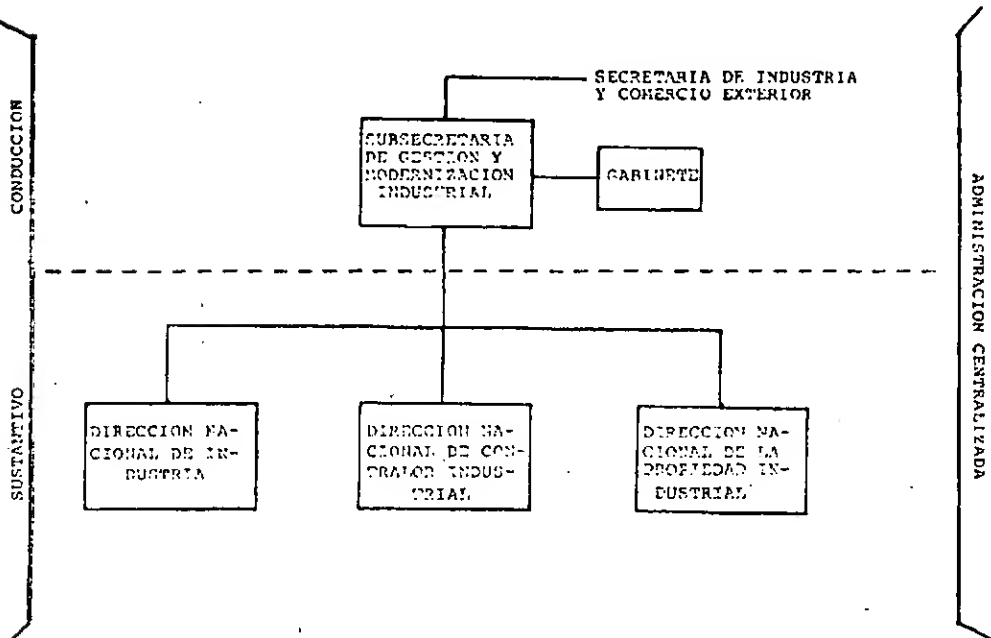 SECRETARIA DE INDUSTRIA
Y COMERCIO EXTERIOR
SUBSECRETARIA
DE GESTION Y
MODERNIZACION
INDUSTRIAL
GABINETE
CONDUCCION
ADMINISTRACION CENTRALIZADA
SUSTANTIVO
DIRECCION NA-
CIONAL DE IN-
DUSTRIA
DIRECCION NA-
CIONAL DE CON-
TRALOR INDUS-
TRIAL
DIRECCION NA-
CIONAL DE LA
PROPIEDAD IN-
DUSTRIAL